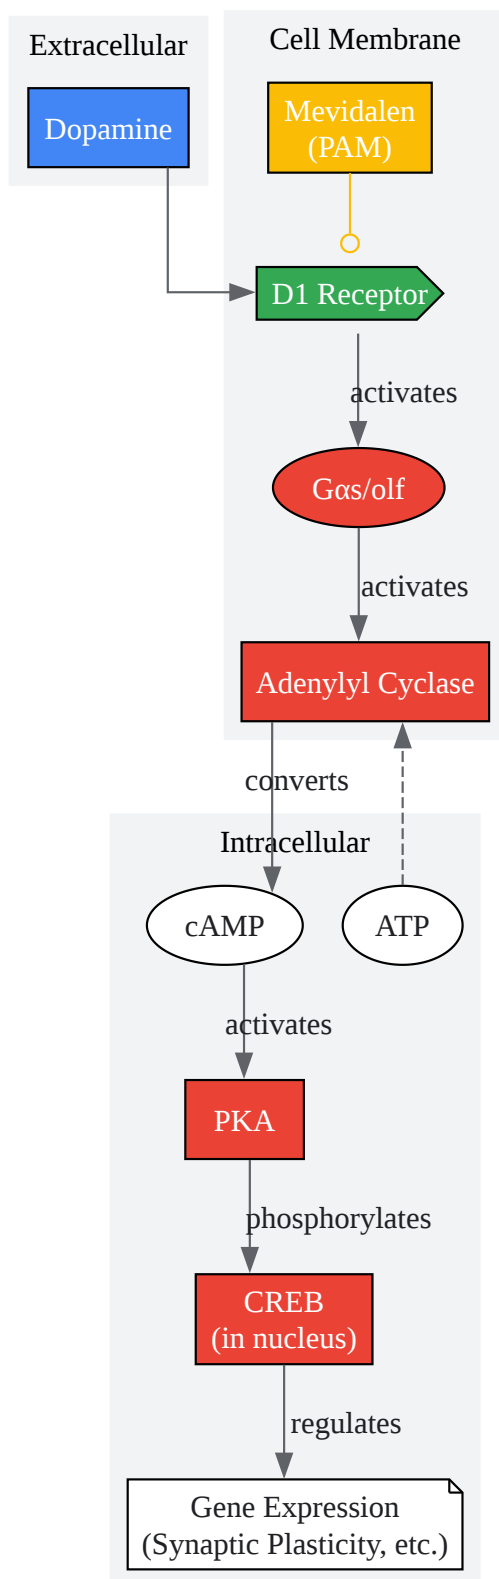 Extracellular
Cell Membrane
Dopamine
Mevidalen
(PAM)
D1 Receptor
activates
Gαs/olf
activates
Adenylyl Cyclase
converts
Intracellular
cAMP
ATP
activates
PKA
phosphorylates
CREB
(in nucleus)
regulates
Gene Expression
(Synaptic Plasticity, etc.)